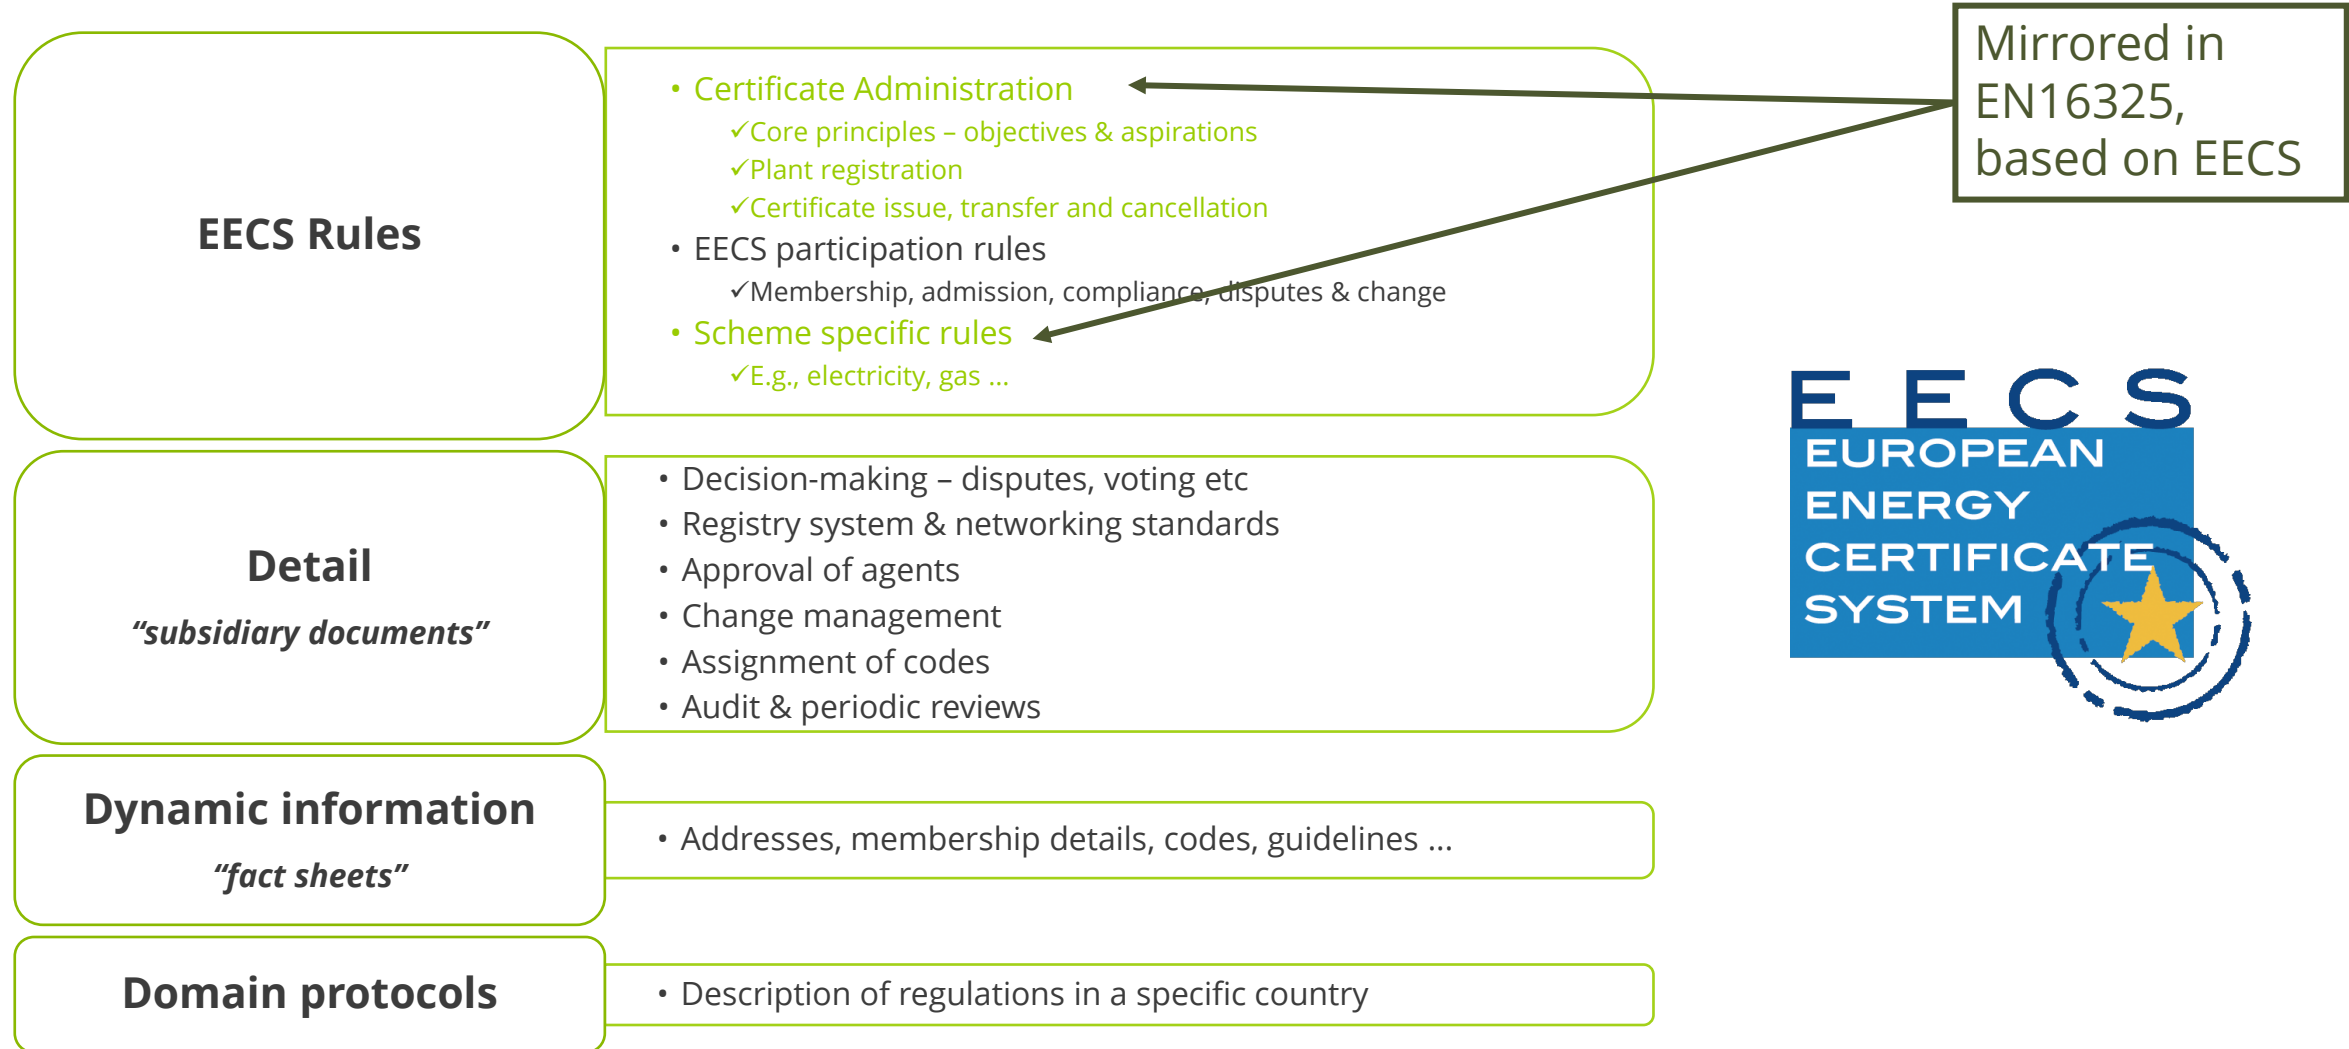 EECS Rules
• Certificate Administration
✓Core principles – objectives & aspirations
✓Plant registration
✓Certificate issue, transfer and cancellation
• EECS participation rules
✓Membership, admission, compliance, disputes & change
• Scheme specific rules
✓E.g., electricity, gas ...
Mirrored in
EN16325,
based on EECS
Detail
“subsidiary documents”
• Decision-making – disputes, voting etc
• Registry system & networking standards
• Approval of agents
• Change management
• Assignment of codes
• Audit & periodic reviews
EECS
EUROPEAN
ENERGY
CERTIFICATE
SYSTEM
Dynamic information
“fact sheets”
• Addresses, membership details, codes, guidelines ...
Domain protocols
• Description of regulations in a specific country